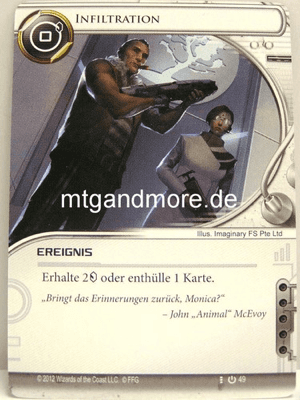 Infiltration
mtgandmore.de
Illus. Imaginary FS Pte Ltd
EREIGNIS
Erhalte 2 oder enthülle 1 Karte.
„Bringt das Erinnerungen zurück, Monica?“
– John „Animal“ McEvoy
© 2012 Wizards of the Coast LLC. © FFG
49